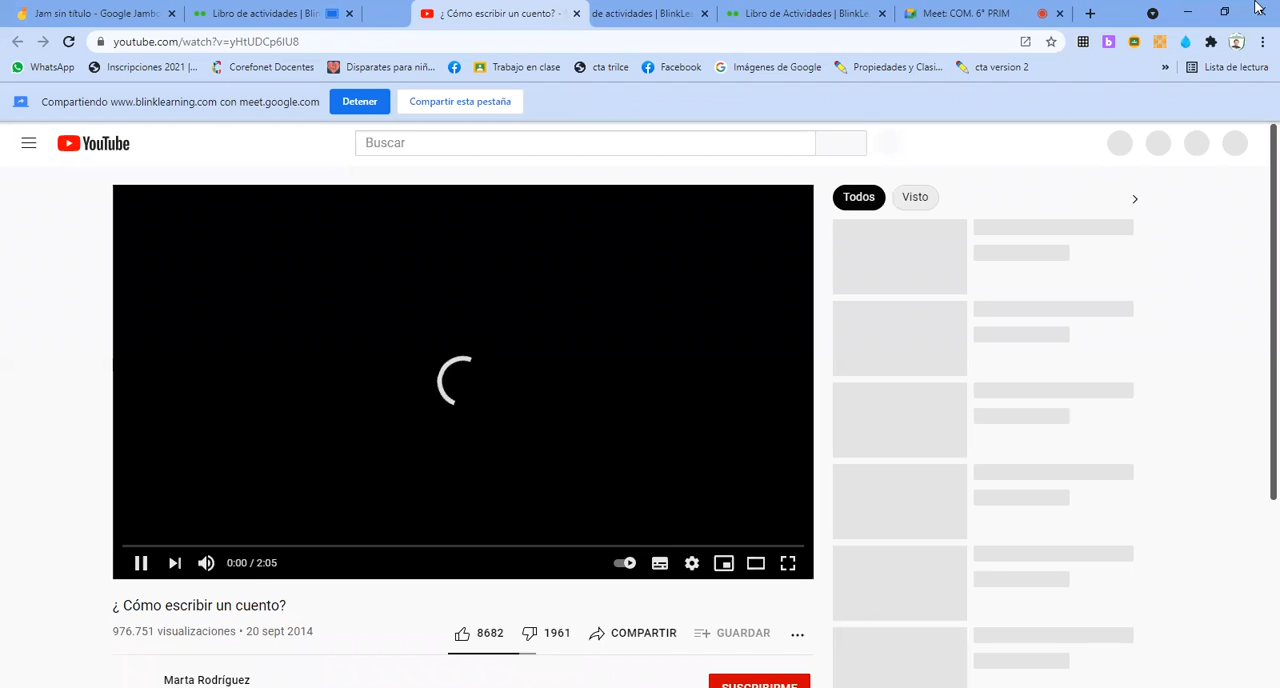 Jam sin título - Google Jambo
Libro de actividades | Blin
¿ Cómo escribir un cuento? -
de actividades | BlinkLea
Libro de Actividades | BlinkLe
Meet: COM. 6° PRIM
youtube.com/watch?v=yHtUDCp6lU8
WhatsApp
Inscripciones 2021 |...
Corefonet Docentes
Disparates para niñ...
Trabajo en clase
cta trilce
Facebook
Imágenes de Google
Propiedades y Clasi...
cta version 2
»
Lista de lectura
Compartiendo www.blinklearning.com con meet.google.com
Detener
Compartir esta pestaña
YouTube
Buscar
Todos
Visto
0:00 / 2:05
¿ Cómo escribir un cuento?
976.751 visualizaciones • 20 sept 2014
8682
1961
COMPARTIR
GUARDAR
Marta Rodríguez
SUSCRIBIRME